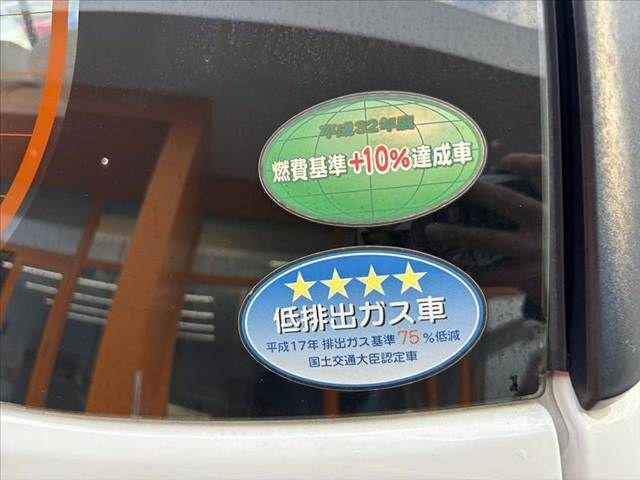 平成32年度
燃費基準+10%達成車
★★★★
低排出ガス車
平成17年 排出ガス基準 75%低減
国土交通大臣認定車